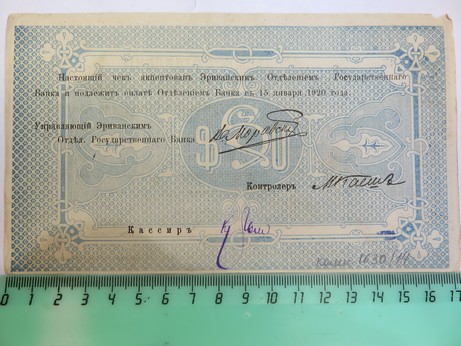 Настоящій чекъ акцептованъ Эриванскимъ Отдѣленіемъ Государственнаго
Банка и подлежитъ оплатѣ Отдѣленіемъ Банка съ 15 января 1920 года.
Управляющій Эриванскимъ
Отдѣл. Государственнаго Банка
Контролеръ
Кассиръ
1630/19
0 1 2 3 4 5 6 7 8 9 10 11 12 13 14 15 16 17